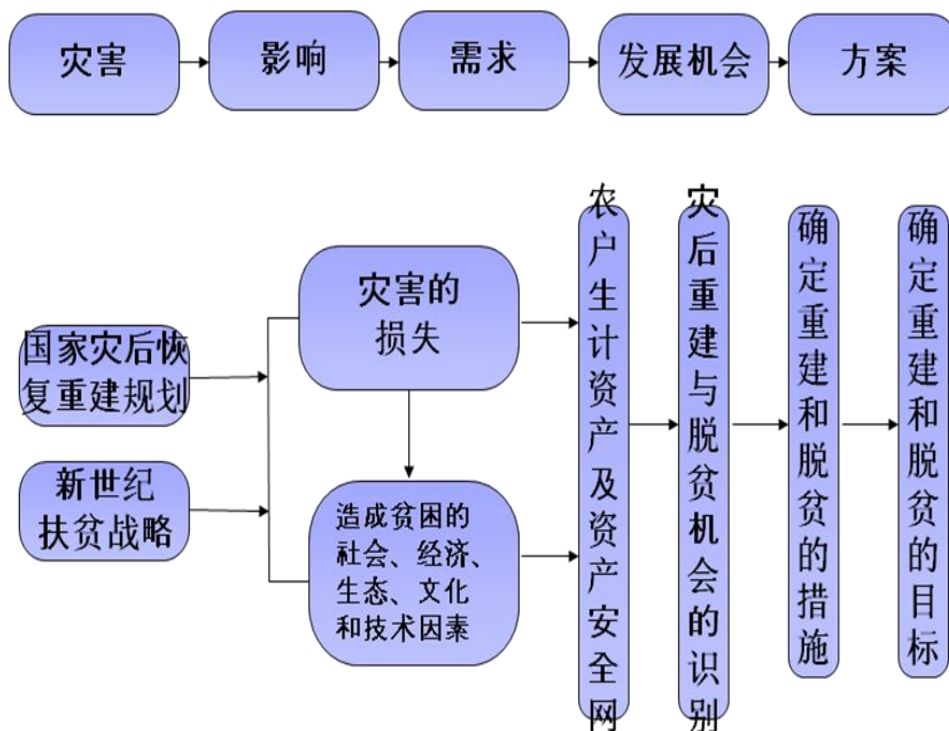 灾害
影响
需求
发展机会
方案
国家灾后恢
复重建规划
新世纪
扶贫战略
灾害的
损失
造成贫困的
社会、经济、
生态、文化
和技术因素
农户生计资产及资产安全网
灾后重建与脱贫机会的识别
确定重建和脱贫的措施
确定重建和脱贫的目标